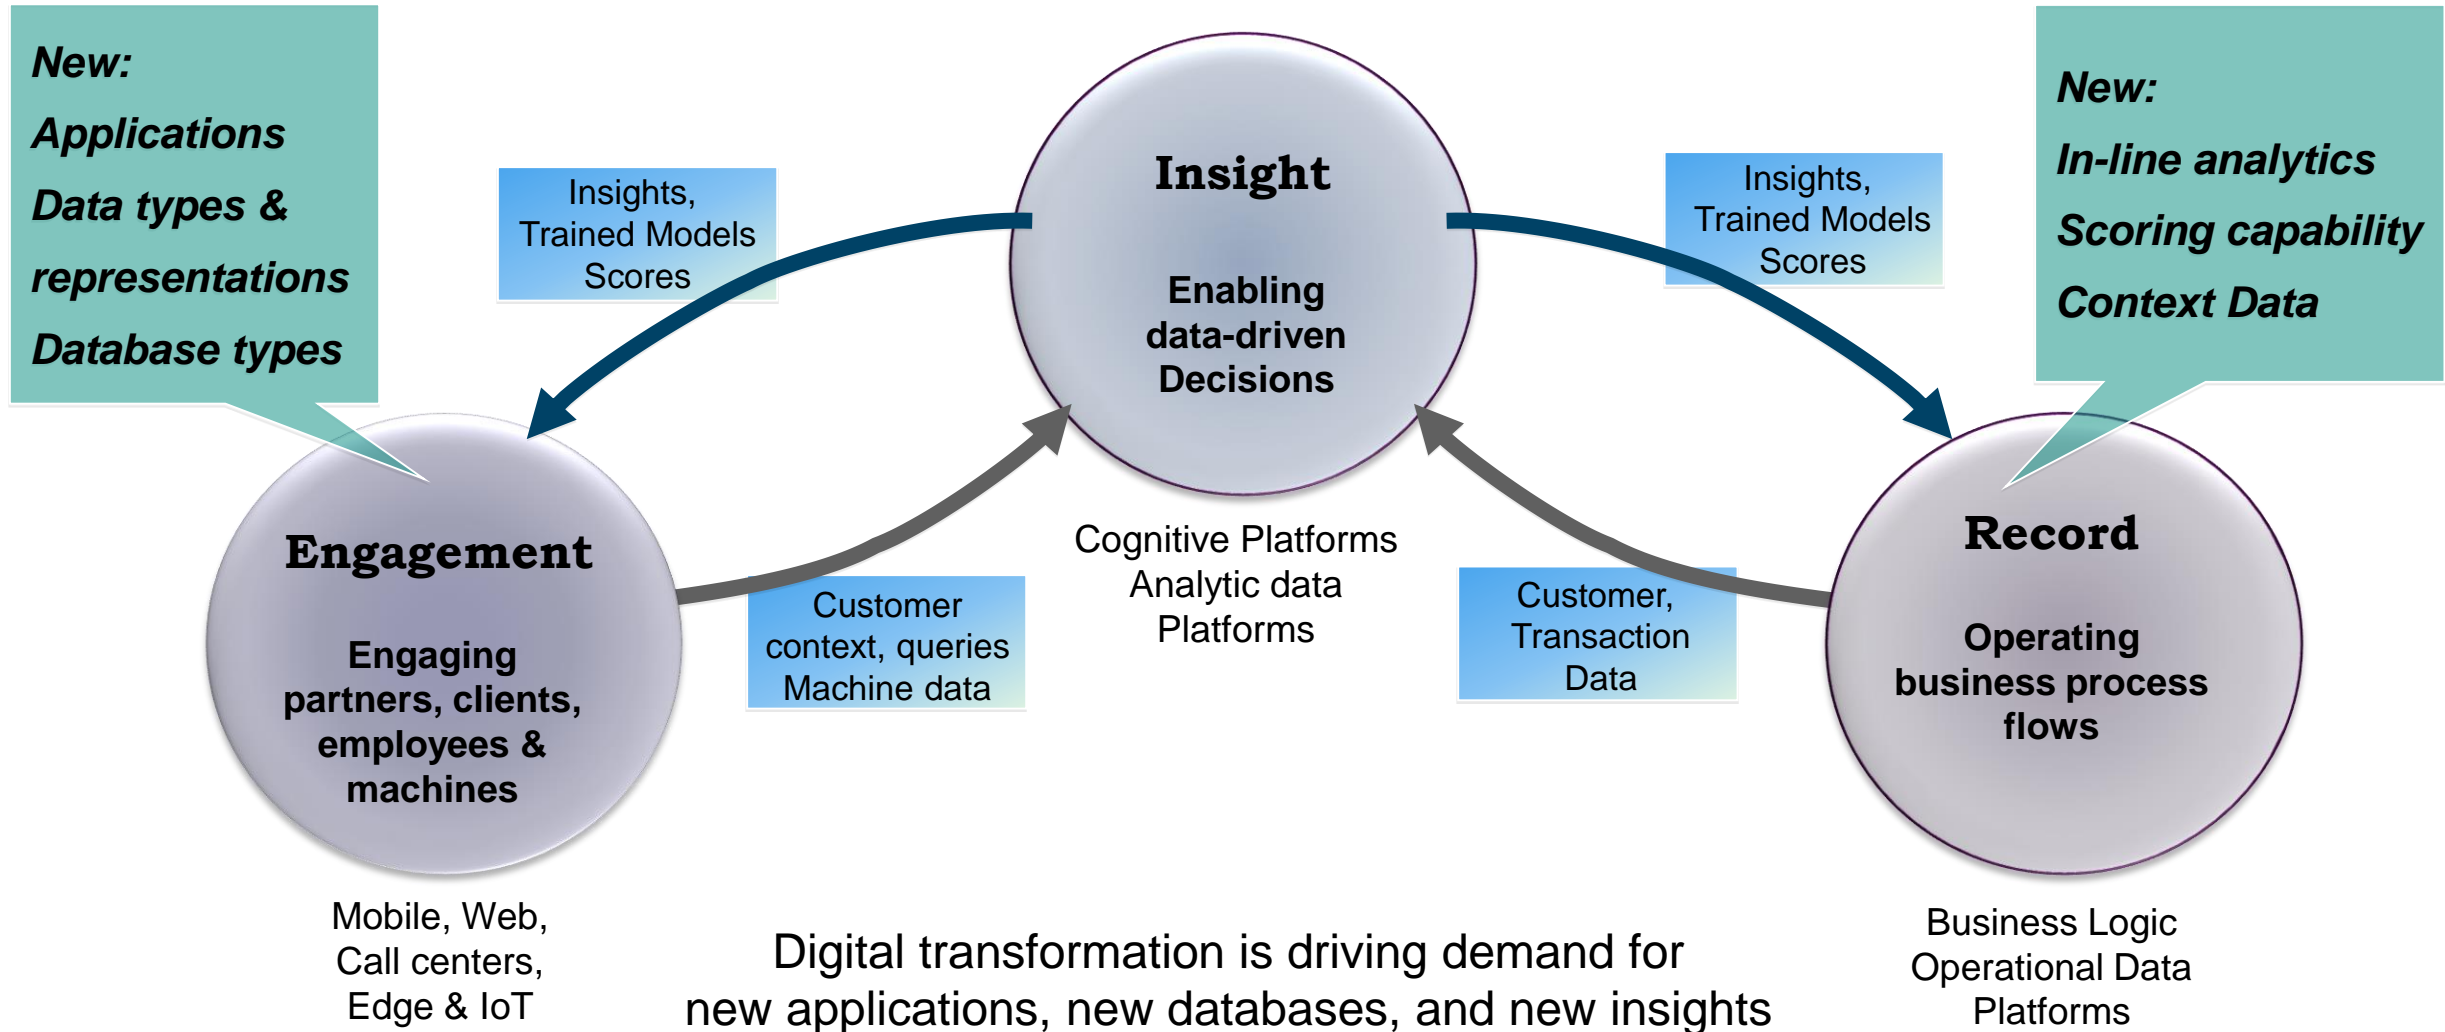 New:
Applications
Data types &
representations
Database types
Insights,
Trained Models
Scores
Insight
Enabling
data-driven
Decisions
Insights,
Trained Models
Scores
New:
In-line analytics
Scoring capability
Context Data
Engagement
Engaging
partners, clients,
employees &
machines
Customer
context, queries
Machine data
Cognitive Platforms
Analytic data
Platforms
Customer,
Transaction
Data
Record
Operating
business process
flows
Mobile, Web,
Call centers,
Edge & IoT
Digital transformation is driving demand for
new applications, new databases, and new insights
Business Logic
Operational Data
Platforms